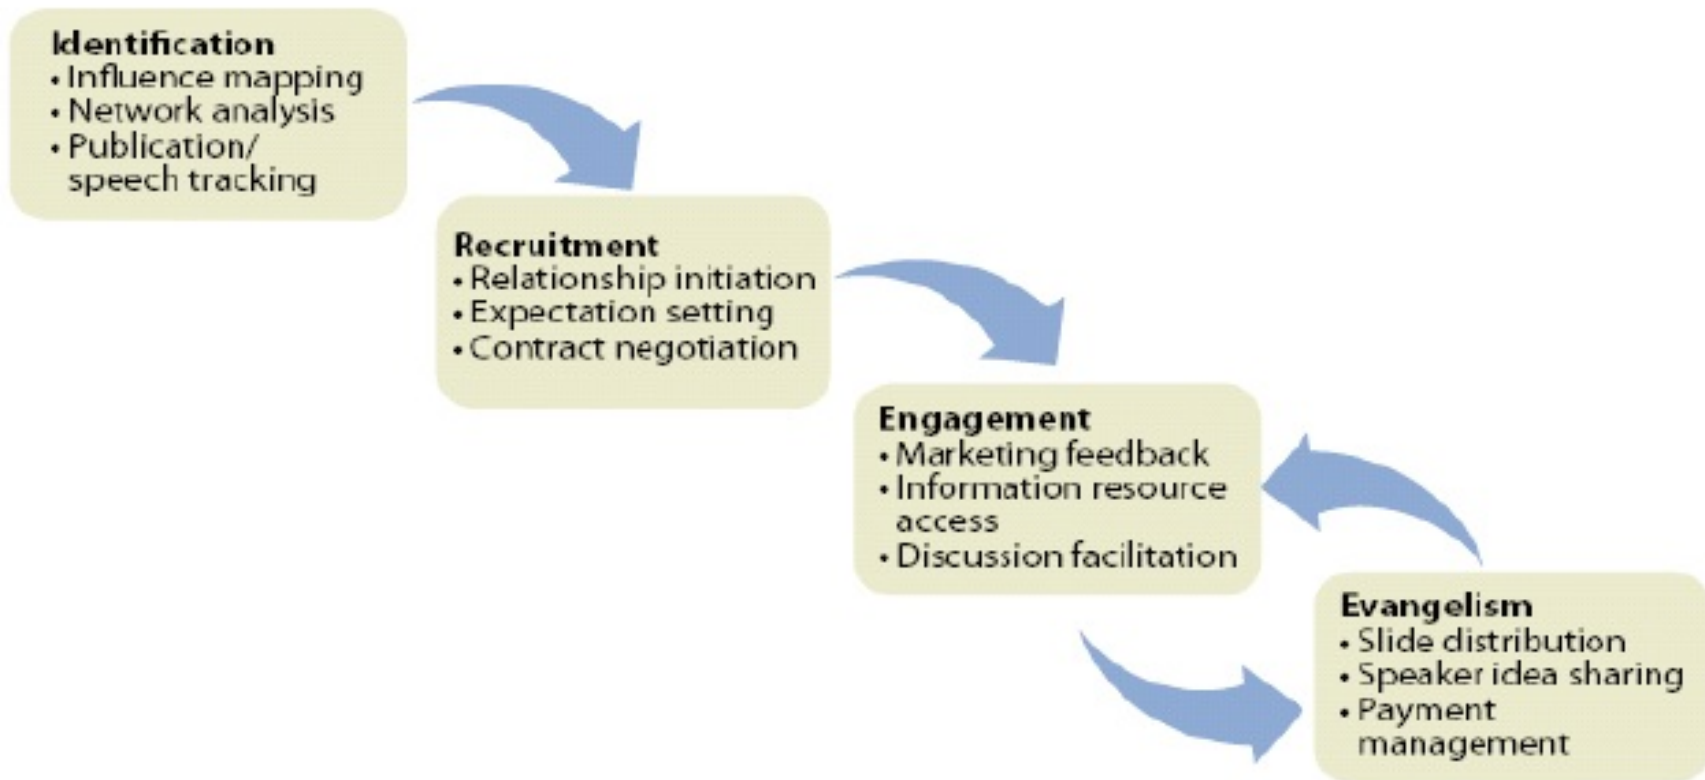 Identification
• Influence mapping
• Network analysis
• Publication/
speech tracking
Recruitment
• Relationship initiation
• Expectation setting
• Contract negotiation
Engagement
• Marketing feedback
• Information resource
access
• Discussion facilitation
Evangelism
• Slide distribution
• Speaker idea sharing
• Payment
management